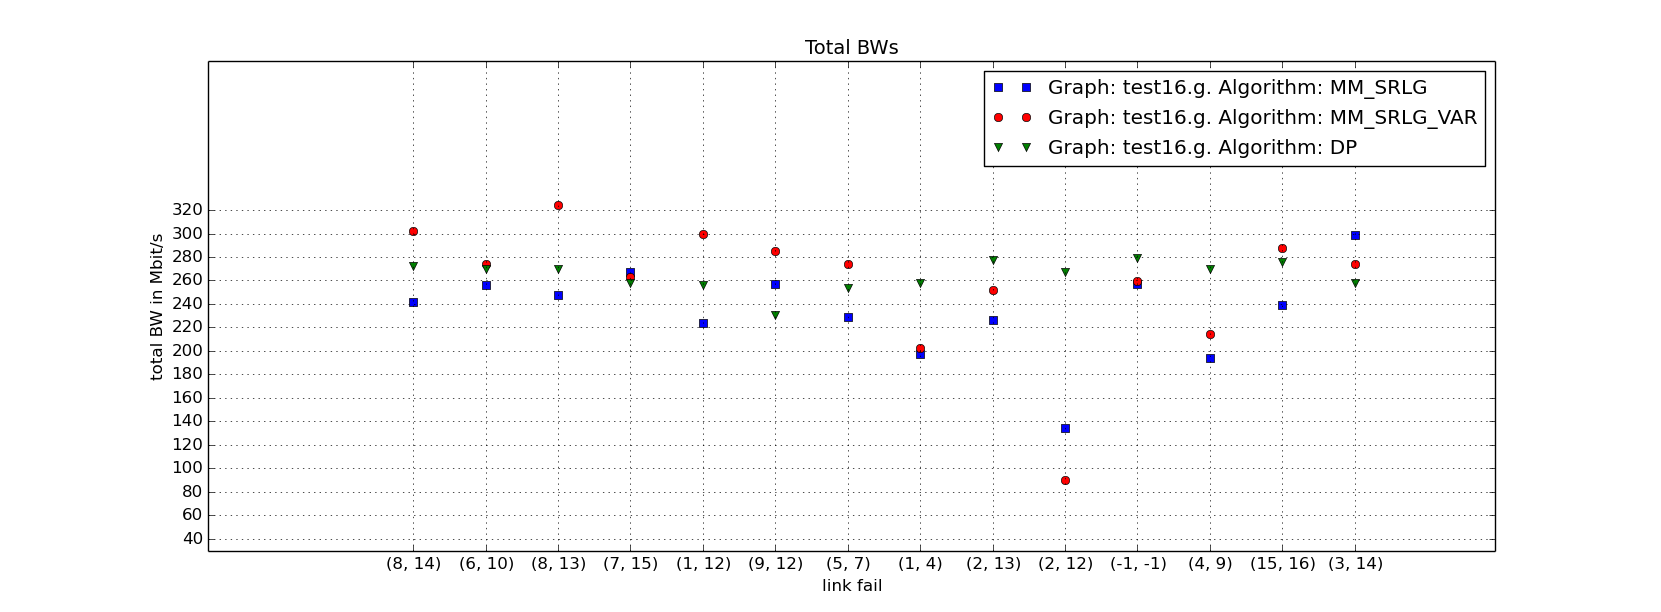 Total BWs
Graph: test16.g. Algorithm: MM_SRLG
Graph: test16.g. Algorithm: MM_SRLG_VAR
Graph: test16.g. Algorithm: DP
total BW in Mbit/s
320
300
280
260
240
220
200
180
160
140
120
100
80
60
40
(8, 14) (6, 10) (8, 13) (7, 15) (1, 12) (9, 12) (5, 7) (1, 4) (2, 13) (2, 12) (-1, -1) (4, 9) (15, 16) (3, 14)
link fail